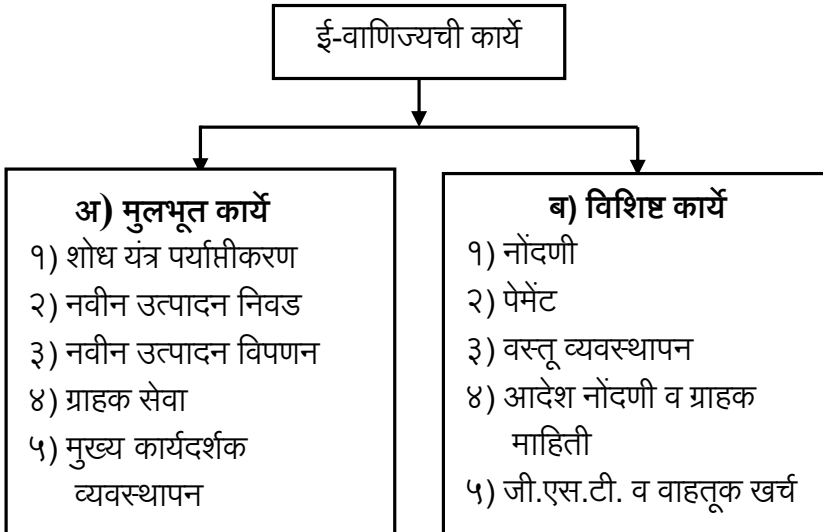 ई-वाणिज्यची कार्ये
अ) मुलभूत कार्ये
१) शोध यंत्र पर्याप्तीकरण
२) नवीन उत्पादन निवड
३) नवीन उत्पादन विपणन
४) ग्राहक सेवा
५) मुख्य कार्यदर्शक
व्यवस्थापन
ब) विशिष्ट कार्ये
१) नोंदणी
२) पेमेंट
३) वस्तू व्यवस्थापन
४) आदेश नोंदणी व ग्राहक
माहिती
५) जी.एस.टी. व वाहतूक खर्च